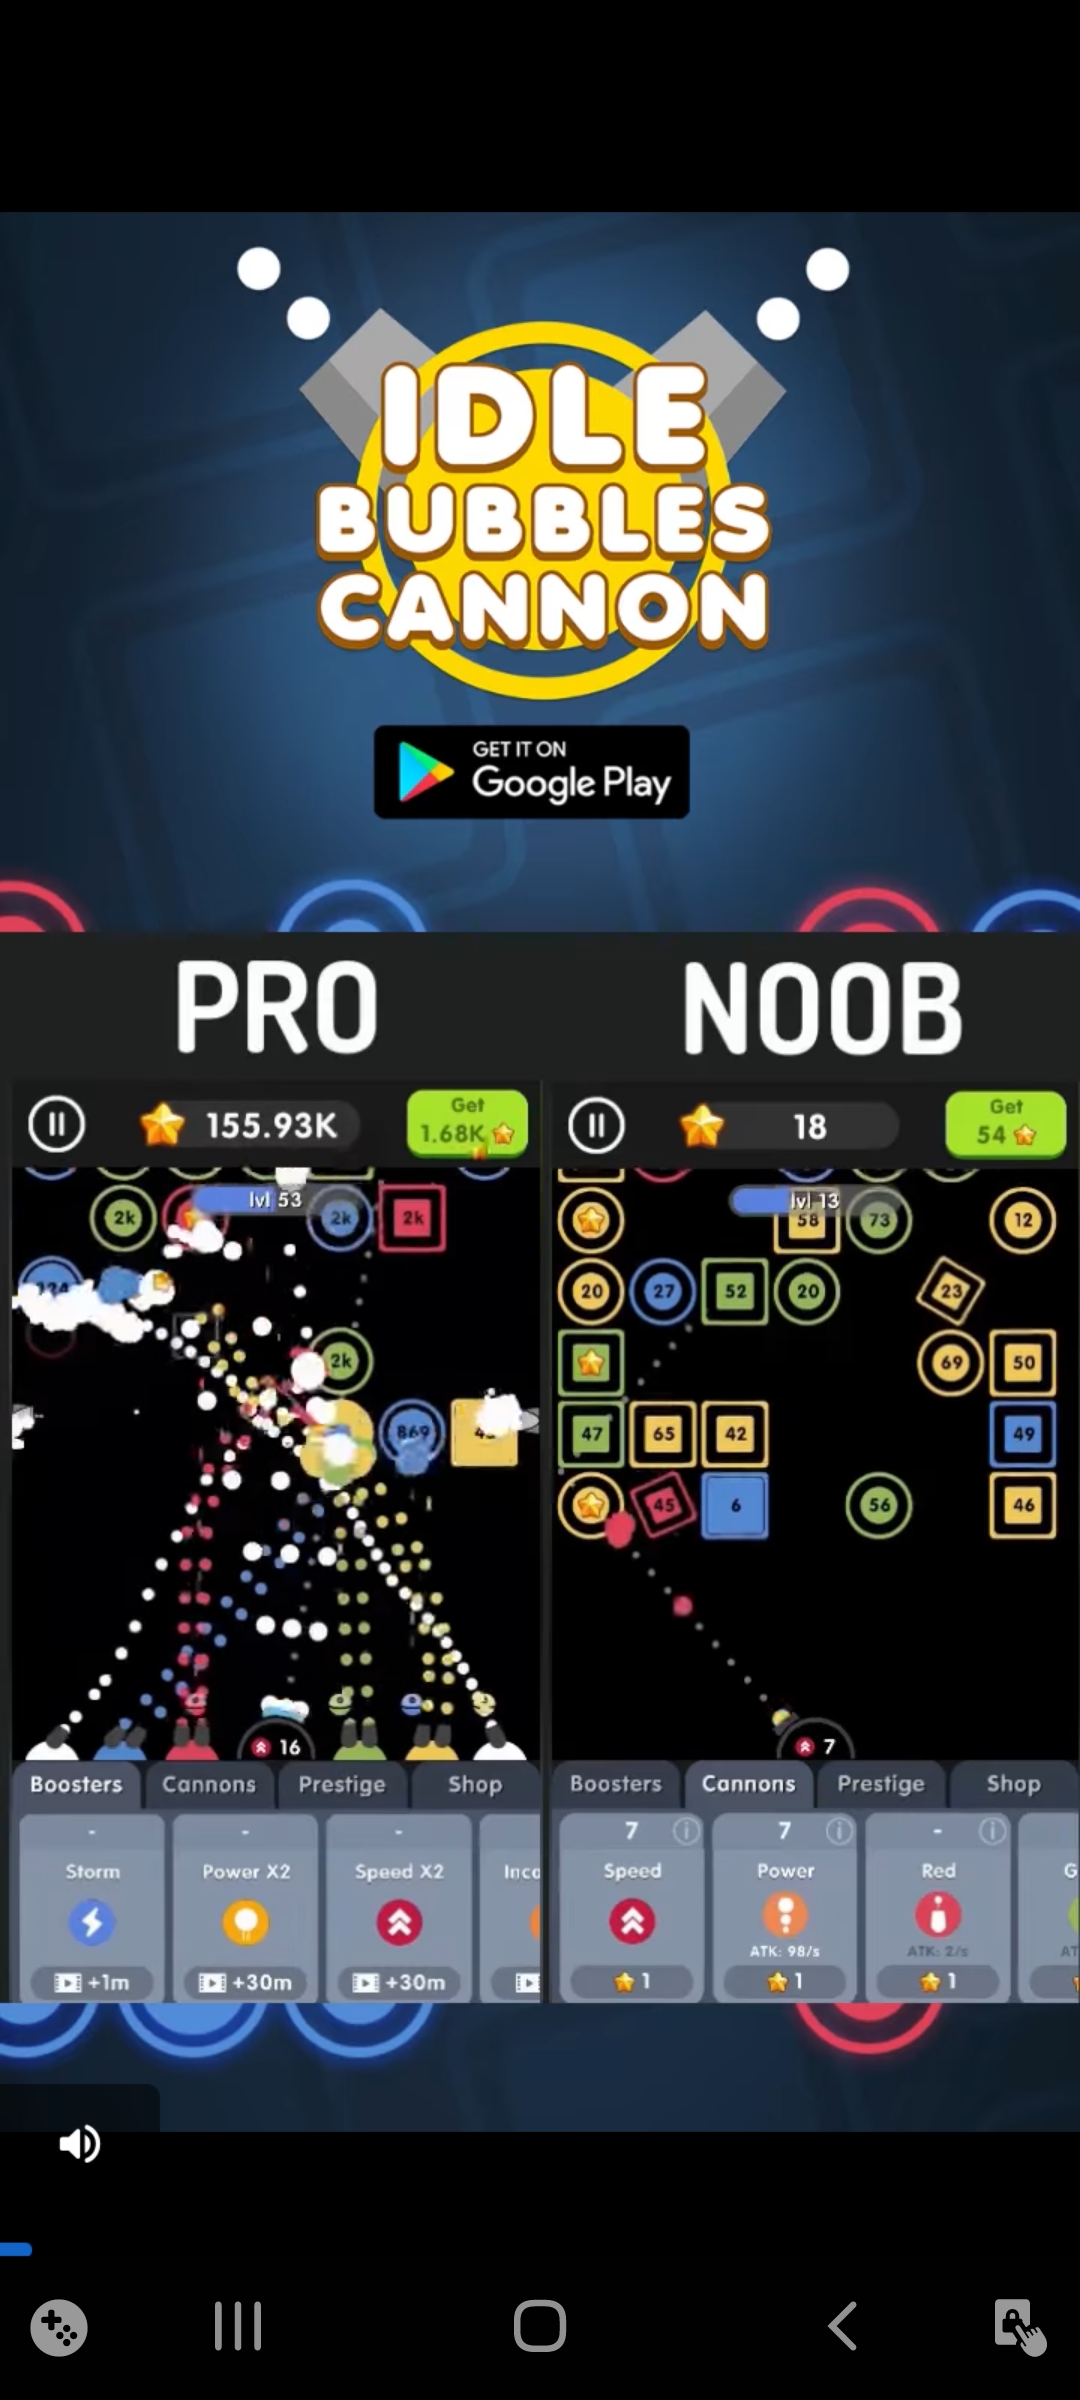 IDLE
BUBBLES
CANNON
GET IT ON
Google Play
PRO
NOOB
155.93K
Get
1.68K
lvl 53
2k
2k
2k
2k
869
16
Boosters
Cannons
Prestige
Shop
-
-
-
Storm
Power X2
Speed X2
+1m
+30m
+30m
18
Get
54
lvl 13
58
73
12
20
27
52
20
23
69
50
47
65
42
49
45
6
56
46
7
Boosters
Cannons
Prestige
Shop
7
7
-
Speed
Power
Red
G
ATK: 98/s
ATK: 2/s
1
1
1